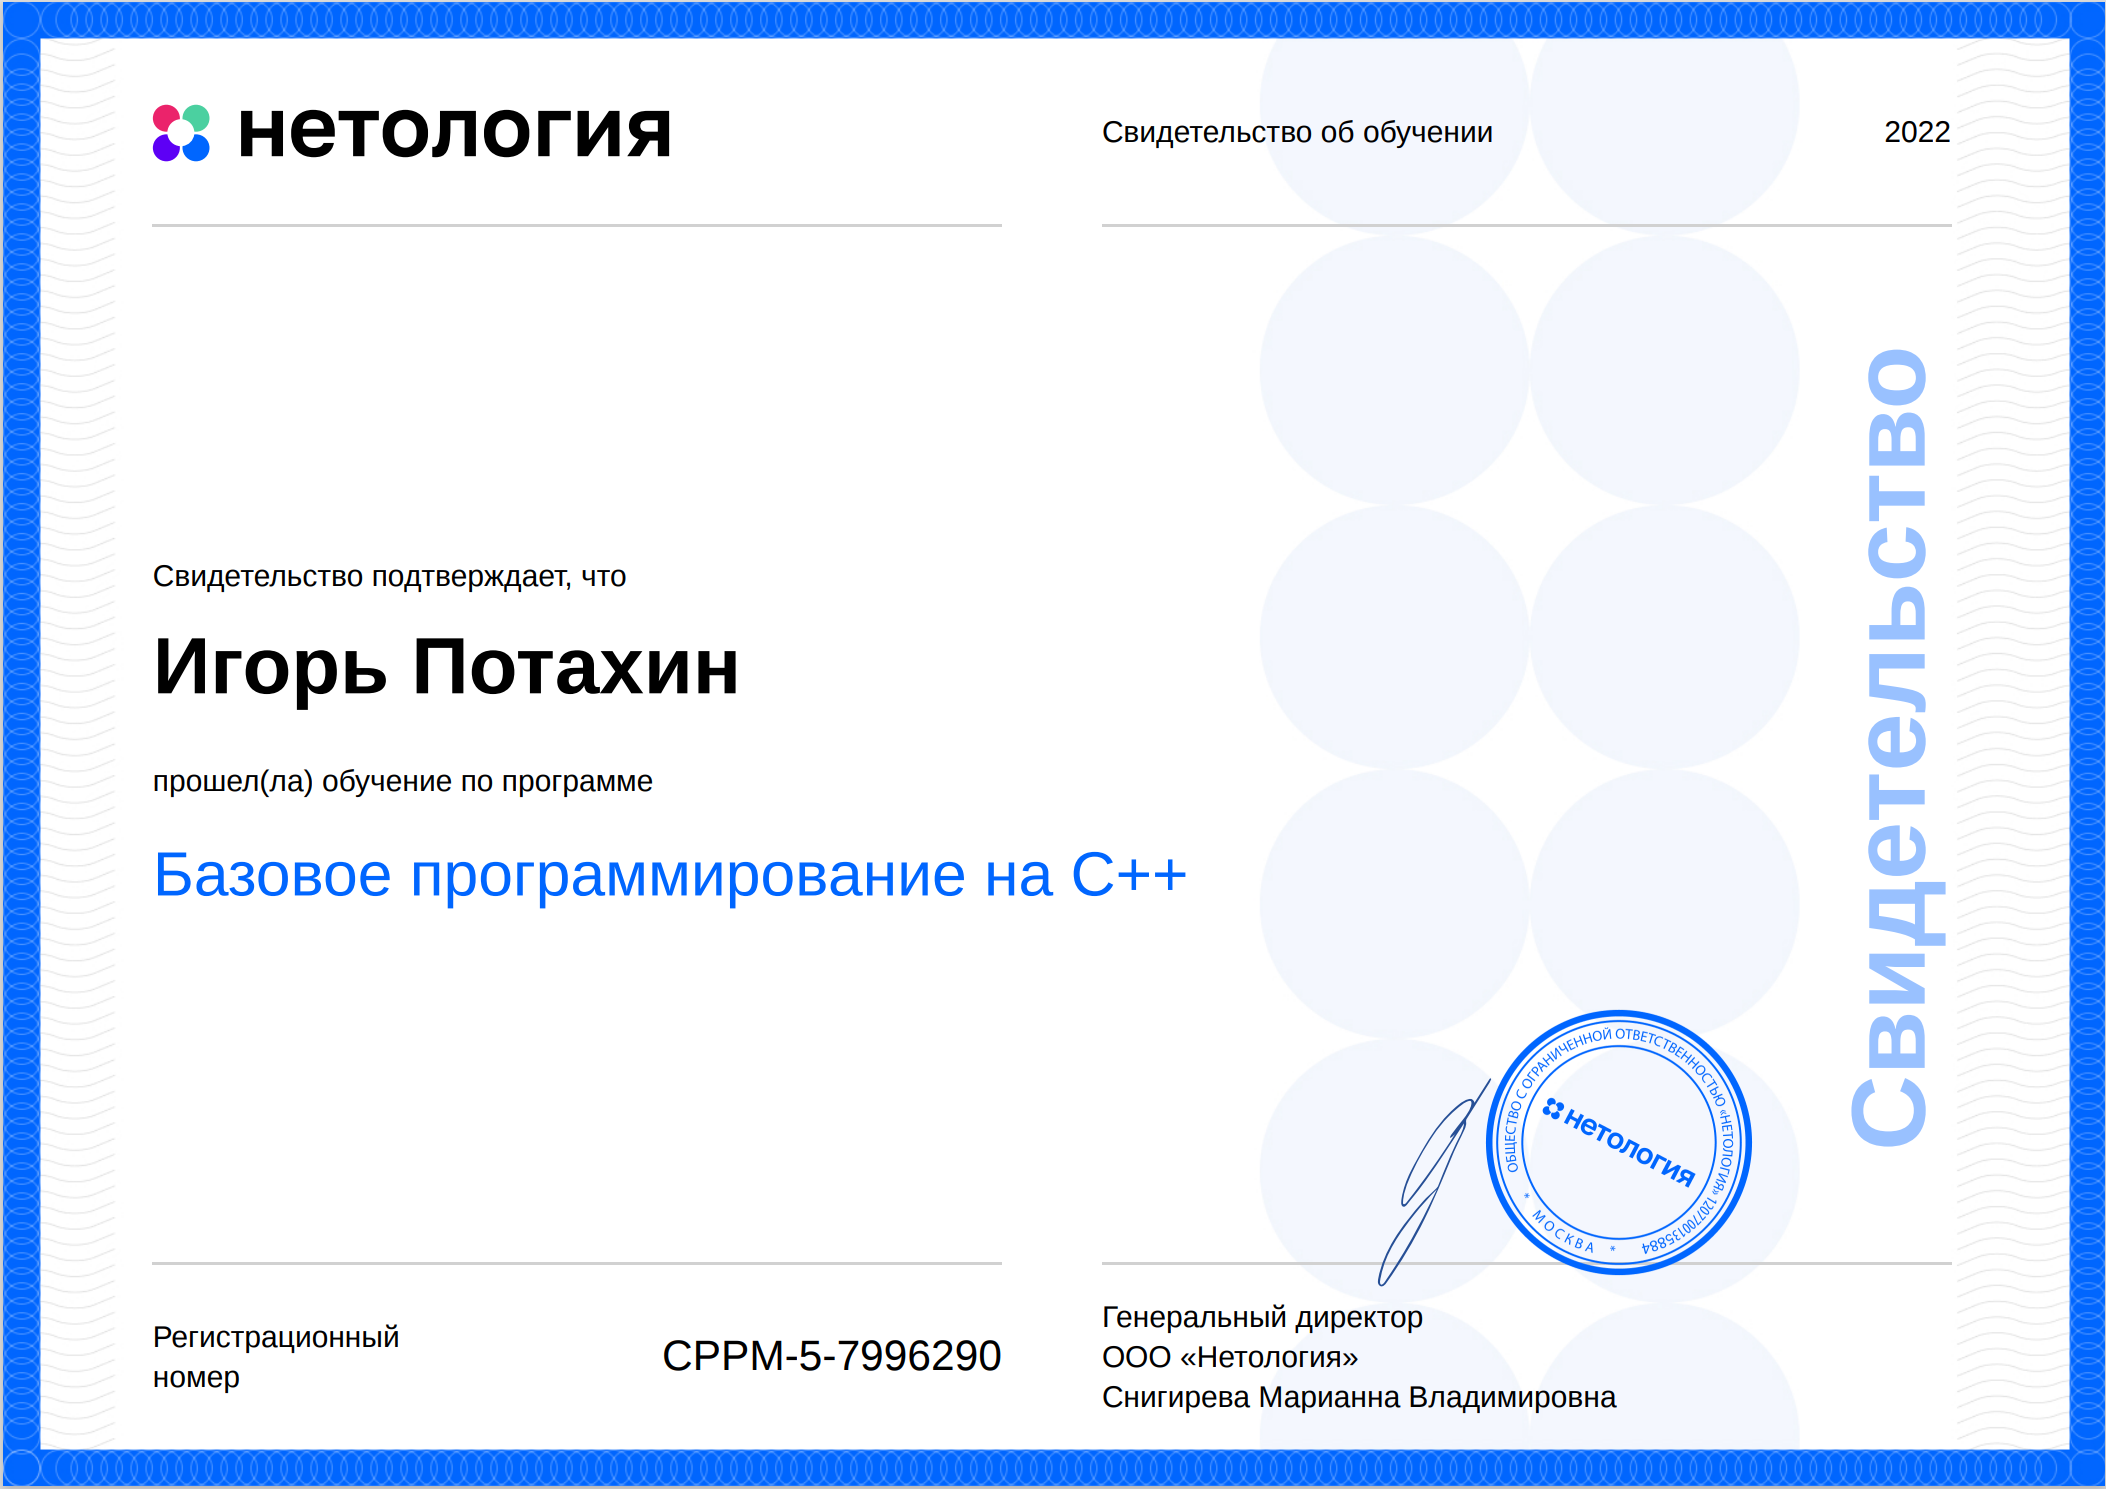 нетология
Свидетельство об обучении
2022
Свидетельство подтверждает, что
Игорь Потахин
прошел(ла) обучение по программе
Базовое программирование на С++
Свидетельство
ОБЩЕСТВО С ОГРАНИЧЕННОЙ ОТВЕТСТВЕННОСТЬЮ «НЕТОЛОГИЯ» 1207700135884
* МОСКВА *
нетология
Регистрационный
номер
CPPM-5-7996290
Генеральный директор
ООО «Нетология»
Снигирева Марианна Владимировна